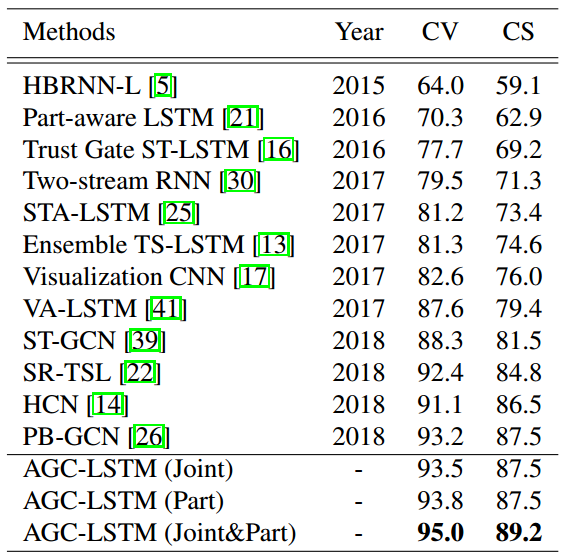 Methods Year CV CS
HBRNN-L [5] 2015 64.0 59.1
Part-aware LSTM [21] 2016 70.3 62.9
Trust Gate ST-LSTM [16] 2016 77.7 69.2
Two-stream RNN [30] 2017 79.5 71.3
STA-LSTM [25] 2017 81.2 73.4
Ensemble TS-LSTM [13] 2017 81.3 74.6
Visualization CNN [17] 2017 82.6 76.0
VA-LSTM [41] 2017 87.6 79.4
ST-GCN [39] 2018 88.3 81.5
SR-TSL [22] 2018 92.4 84.8
HCN [14] 2018 91.1 86.5
PB-GCN [26] 2018 93.2 87.5
AGC-LSTM (Joint) - 93.5 87.5
AGC-LSTM (Part) - 93.8 87.5
AGC-LSTM (Joint&Part) - 95.0 89.2